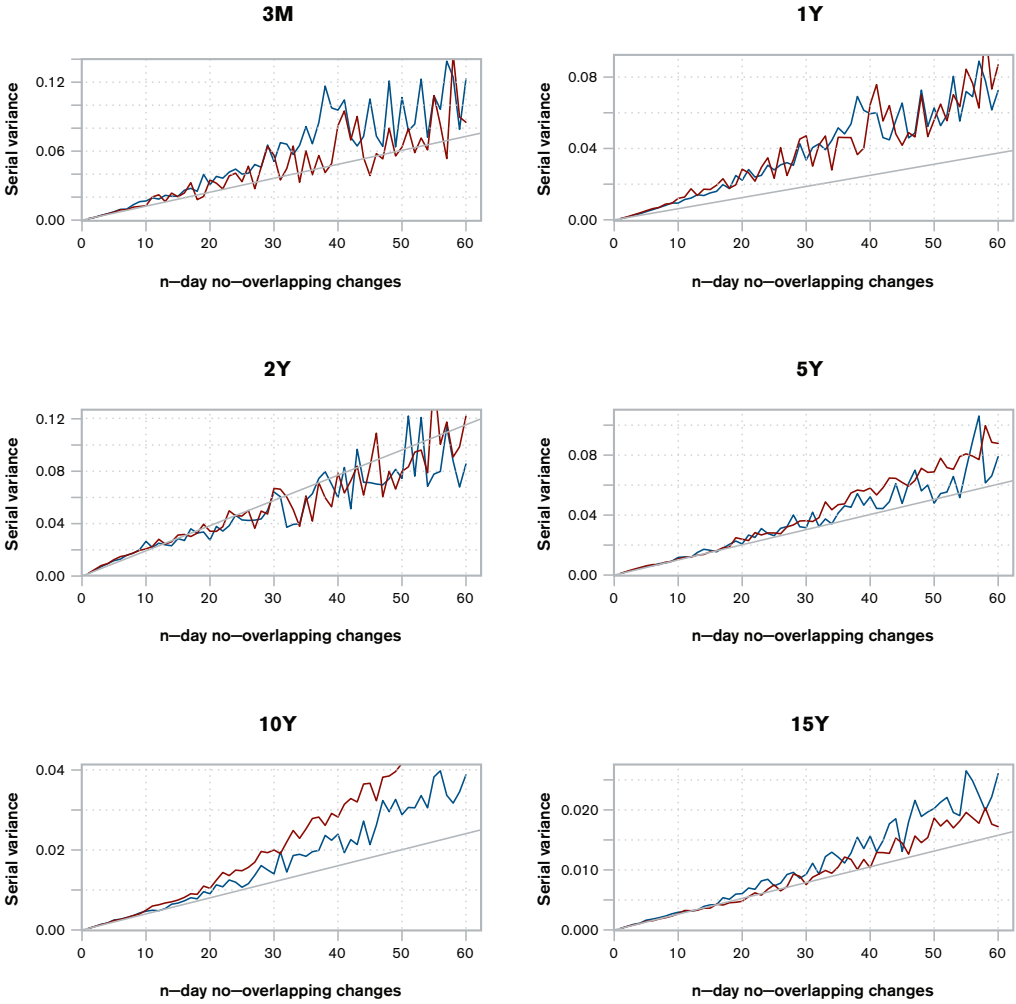 3M
1Y
Serial variance
0.12
0.06
0.00
0 10 20 30 40 50 60
n—day no—overlapping changes
Serial variance
0.08
0.04
0.00
0 10 20 30 40 50 60
n—day no—overlapping changes
2Y
5Y
Serial variance
0.12
0.08
0.04
0.00
0 10 20 30 40 50 60
n—day no—overlapping changes
Serial variance
0.08
0.04
0.00
0 10 20 30 40 50 60
n—day no—overlapping changes
10Y
15Y
Serial variance
0.04
0.02
0.00
0 10 20 30 40 50 60
n—day no—overlapping changes
Serial variance
0.020
0.010
0.000
0 10 20 30 40 50 60
n—day no—overlapping changes